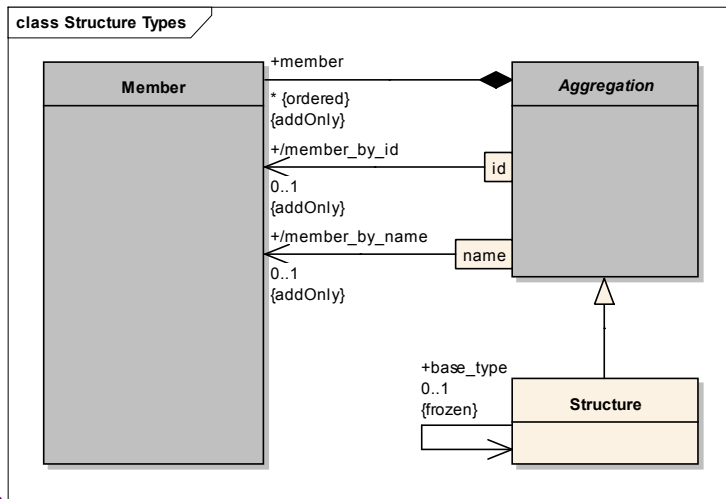 class Structure Types
Member
+member
* {ordered}
{addOnly}
Aggregation
+/member_by_id
0..1
{addOnly}
id
+/member_by_name
0..1
{addOnly}
name
+base_type
0..1
{frozen}
Structure